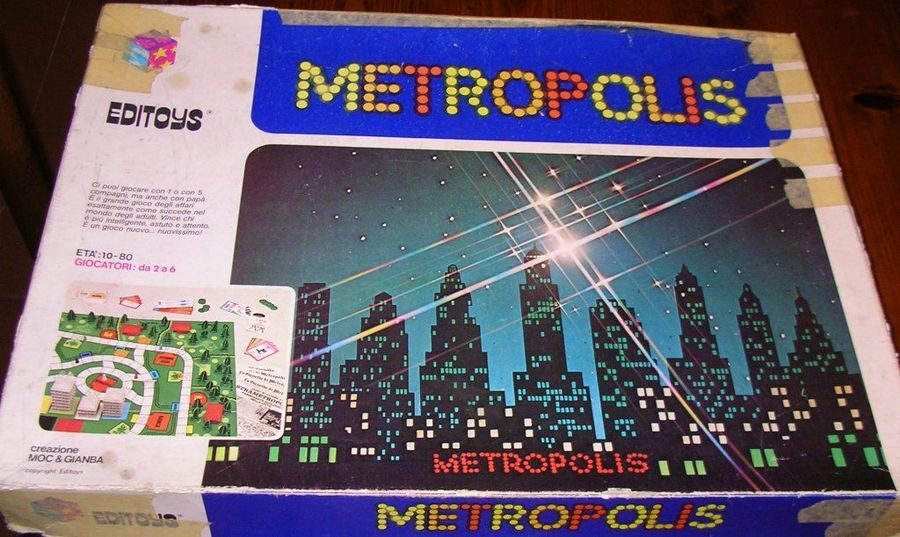 METROPOLIS
EDITOYS
Ci puoi giocare con 1 o con 5
compagni, ma anche con papà.
È il grande gioco degli affari
esattamente come succede nel
mondo degli adulti. Vince chi
è più intelligente, astuto e attento.
È un gioco nuovo... nuovissimo!
ETA': 10-80
GIOCATORI: da 2 a 6
METROPOLIS
creazione
MOC & GIANBA
copyright Editoys
EDITOYS
METROPOLIS